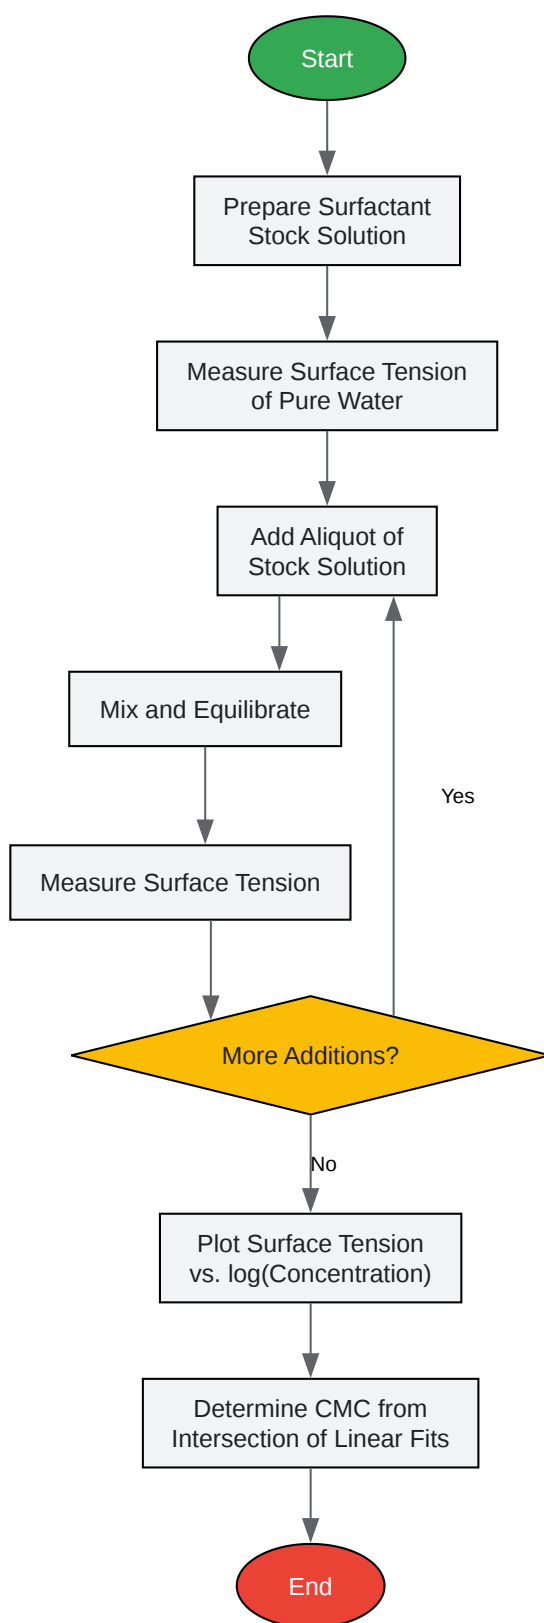 Start
Prepare Surfactant
Stock Solution
Measure Surface Tension
of Pure Water
Add Aliquot of
Stock Solution
Mix and Equilibrate
Yes
Measure Surface Tension
More Additions?
No
Plot Surface Tension
vs. log(Concentration)
Determine CMC from
Intersection of Linear Fits
End